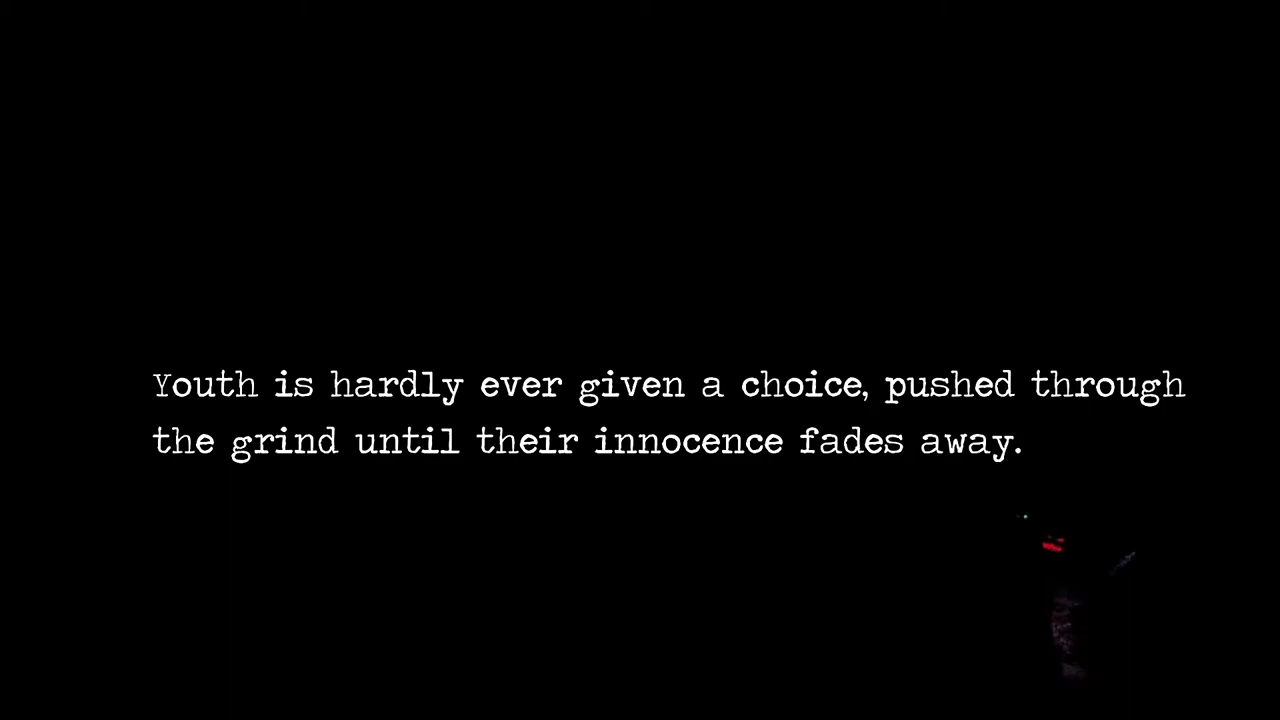 Youth is hardly ever given a choice, pushed through
the grind until their innocence fades away.